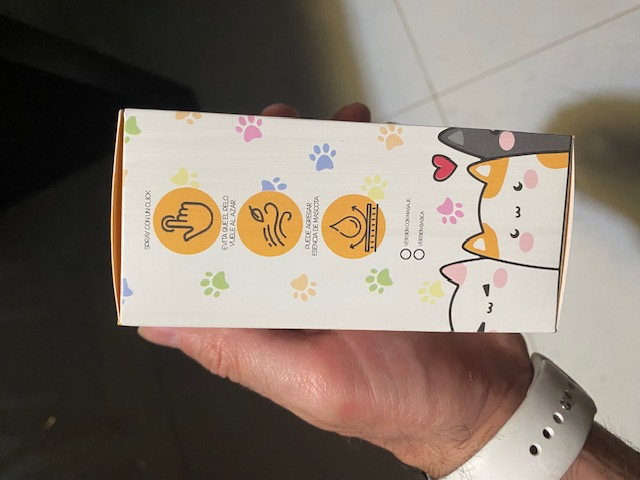 SPRAY CON UN CLICK
EVITA QUE EL PELO
VUELE AL AZAR
PUEDE AGREGAR
ESENCIA DE MASCOTA
VERSIÓN CON MASAJE
VERSIÓN BÁSICA